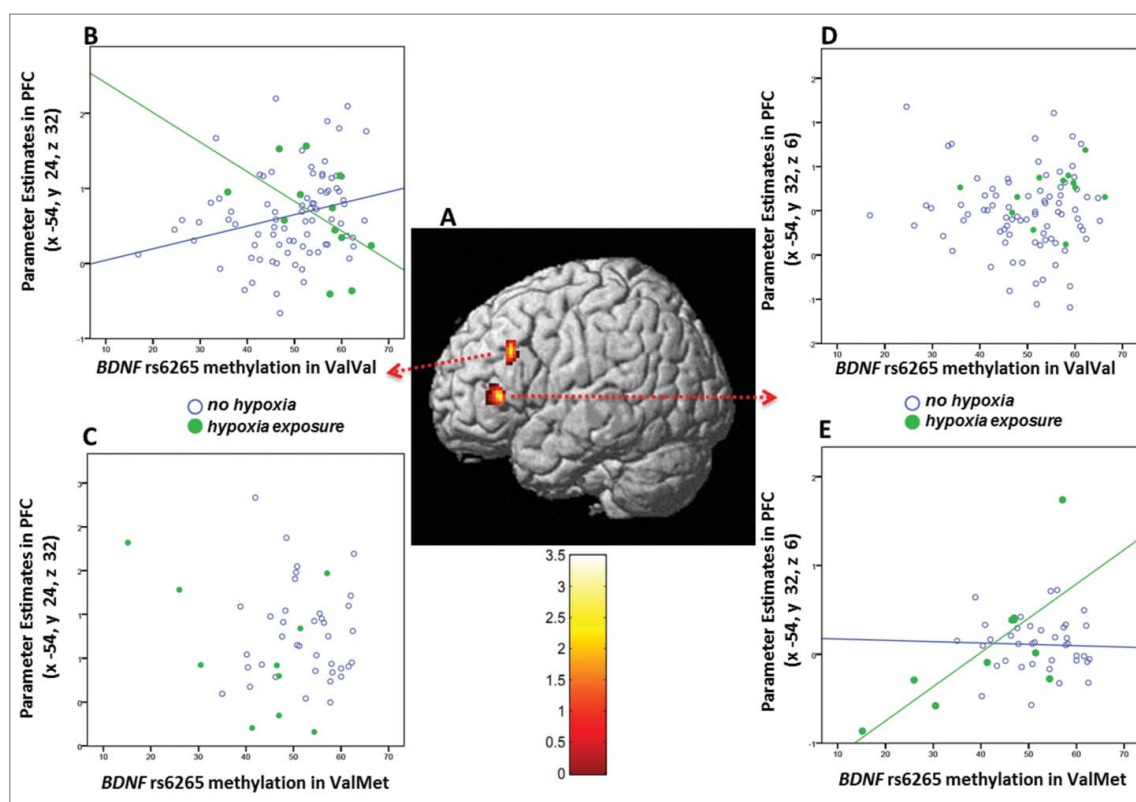 B
Parameter Estimates in PFC
(x -54, y 24, z 32)
2
1
0
-1
10 20 30 40 50 60 70
BDNF rs6265 methylation in ValVal
no hypoxia
hypoxia exposure
A
D
Parameter Estimates in PFC
(x -54, y 32, z 6)
2
1
1
0
0
-1
-2
10 20 30 40 50 60 70
BDNF rs6265 methylation in ValVal
no hypoxia
hypoxia exposure
C
Parameter Estimates in PFC
(x -54, y 24, z 32)
3
2
2
1
1
0
0
10 20 30 40 50 60 70
BDNF rs6265 methylation in ValMet
3.5
3
2.5
2
1.5
1
0.5
0
E
Parameter Estimates in PFC
(x -54, y 32, z 6)
2
1
0
-1
10 20 30 40 50 60 70
BDNF rs6265 methylation in ValMet